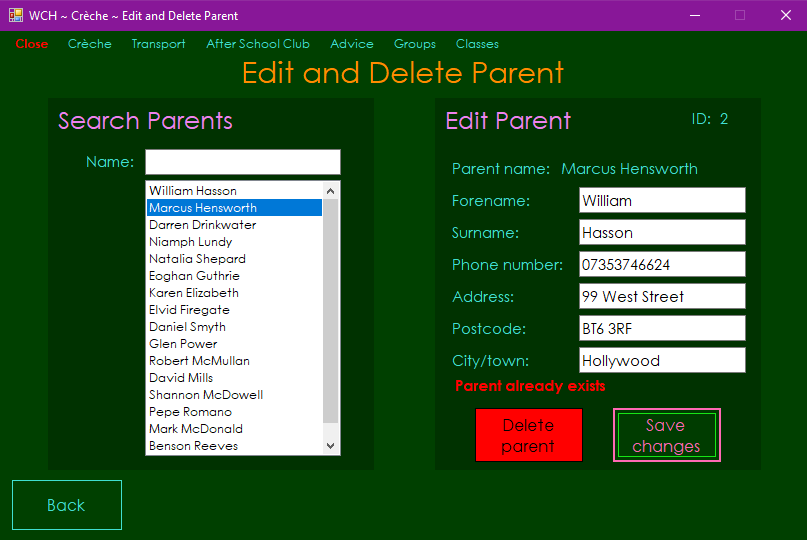 WCH ~ Crèche ~ Edit and Delete Parent
Close Crèche Transport After School Club Advice Groups Classes
Edit and Delete Parent
Search Parents
Name:
William Hasson
Marcus Hensworth
Darren Drinkwater
Niamph Lundy
Natalia Shepard
Eoghan Guthrie
Karen Elizabeth
Elvid Firegate
Daniel Smyth
Glen Power
Robert McMullan
David Mills
Shannon McDowell
Pepe Romano
Mark McDonald
Benson Reeves
Edit Parent
ID: 2
Parent name: Marcus Hensworth
Forename: William
Surname: Hasson
Phone number: 07353746624
Address: 99 West Street
Postcode: BT6 3RF
City/town: Hollywood
Parent already exists
Delete
parent
Save
changes
Back